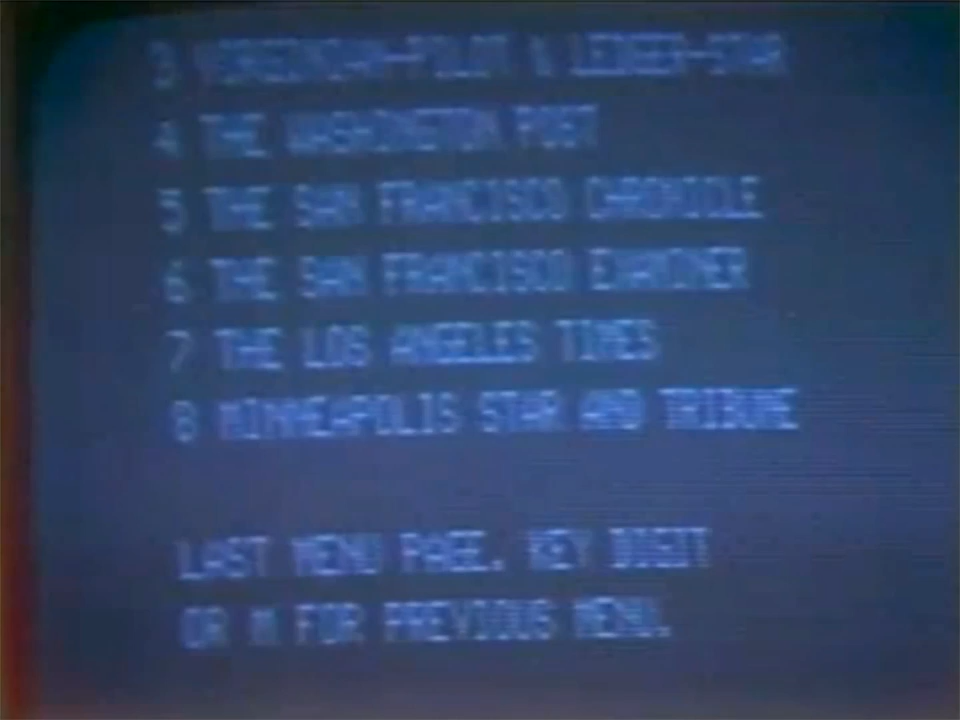 3 VIRGINIAN-PILOT & LEDGER-STAR
4 THE WASHINGTON POST
5 THE SAN FRANCISCO CHRONICLE
6 THE SAN FRANCISCO EXAMINER
7 THE LOS ANGELES TIMES
8 MINNEAPOLIS STAR AND TRIBUNE
LAST MENU PAGE. KEY DIGIT
OR M FOR PREVIOUS MENU.